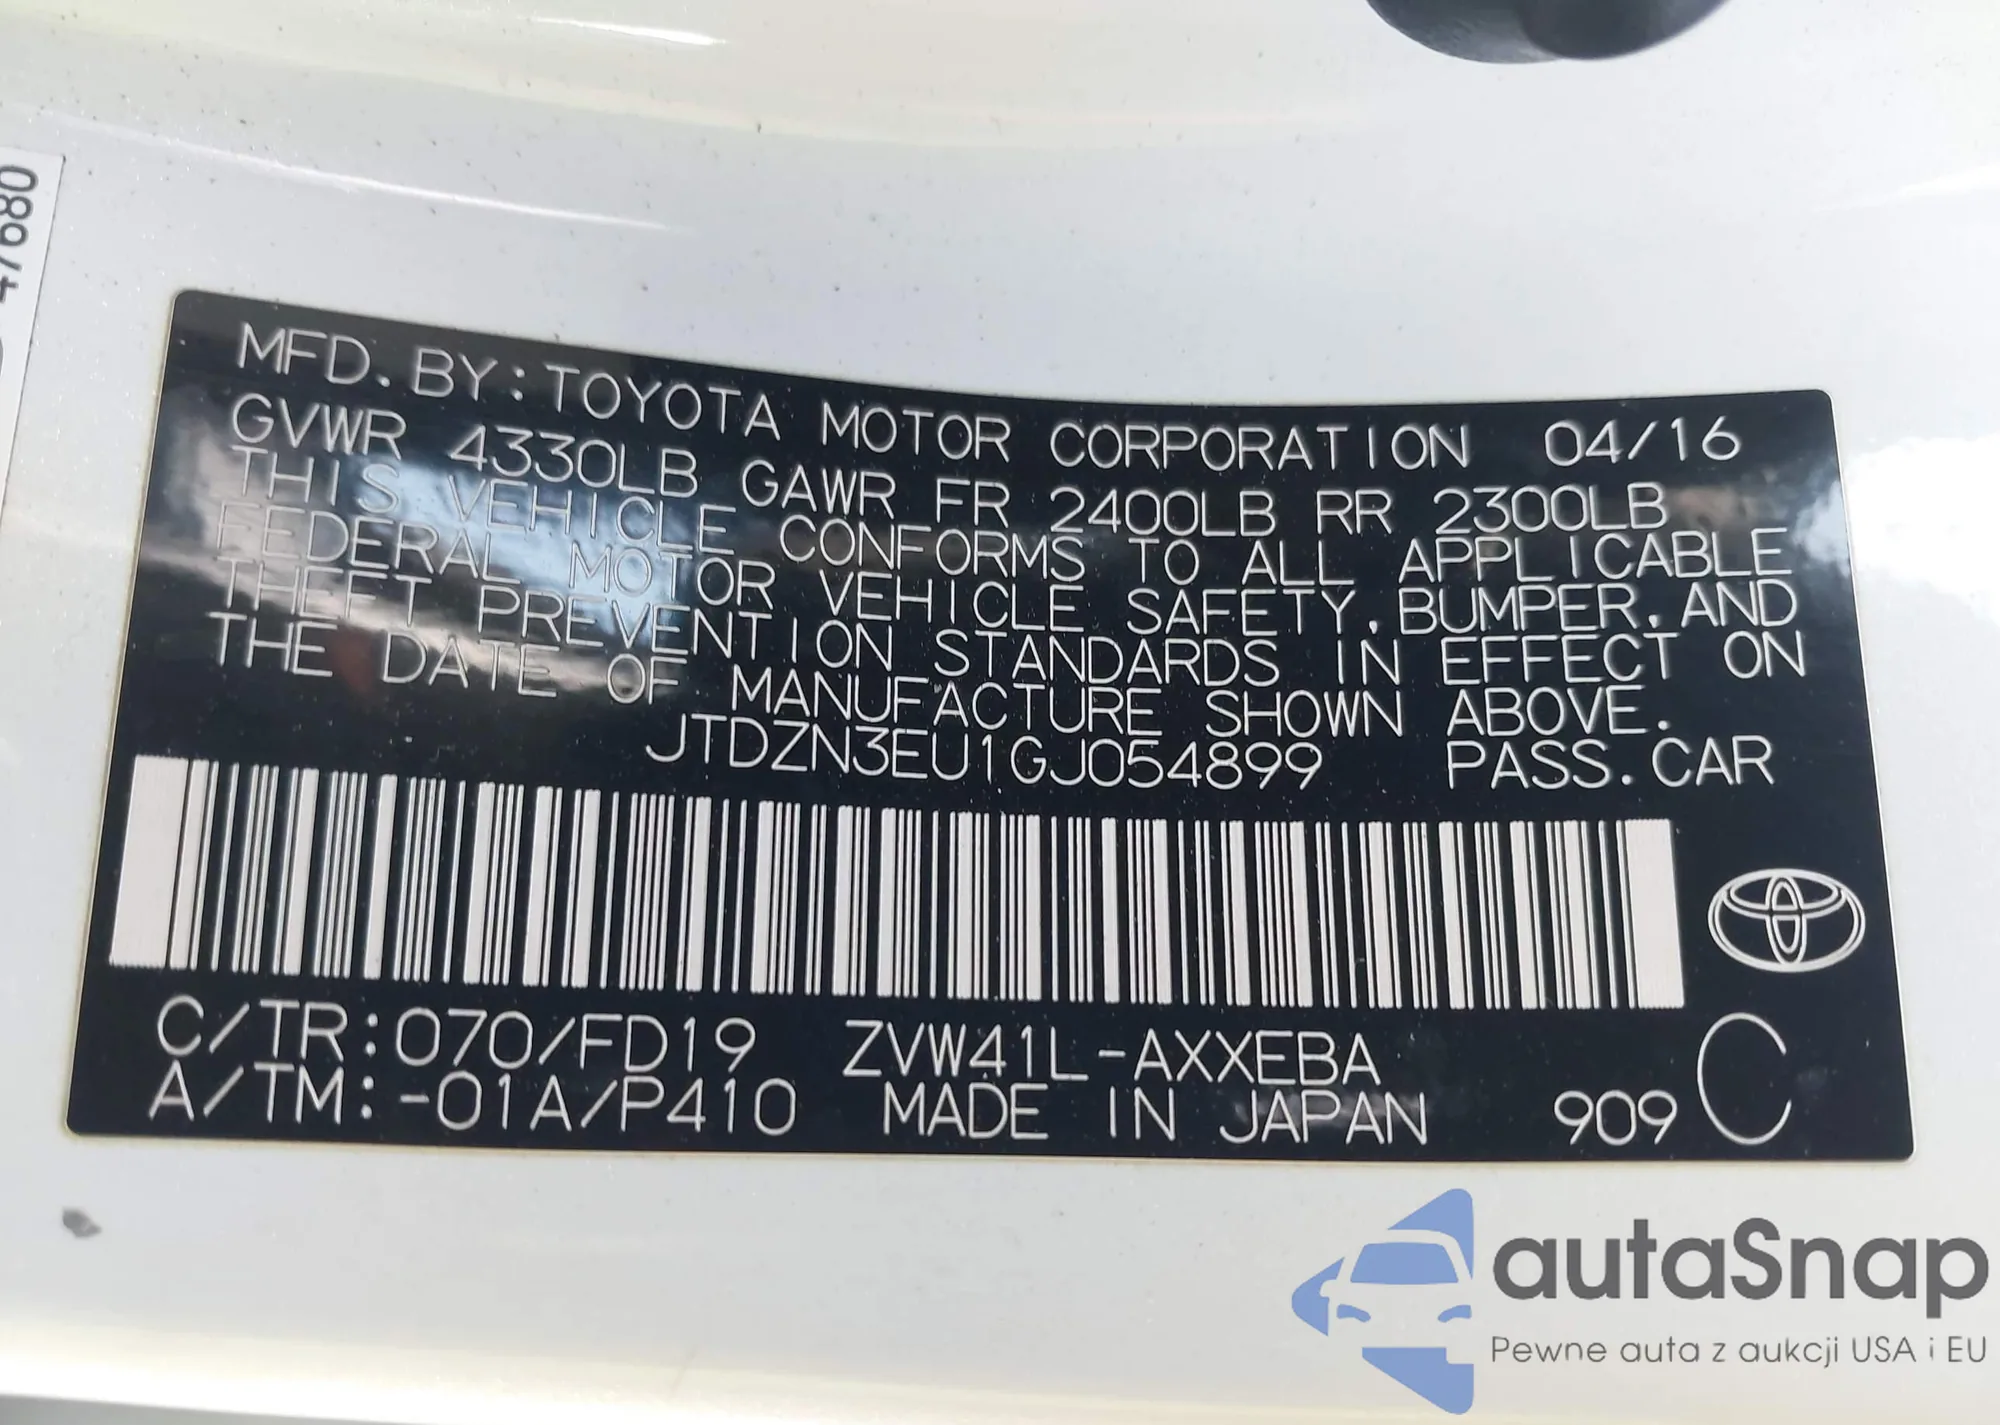 47680
MFD.BY:TOYOTA MOTOR CORPORATION 04/16
GVWR 4330LB GAWR FR 2400LB RR 2300LB
THIS VEHICLE CONFORMS TO ALL APPLICABLE
FEDERAL MOTOR VEHICLE SAFETY,BUMPER,AND
THEFT PREVENTION STANDARDS IN EFFECT ON
THE DATE OF MANUFACTURE SHOWN ABOVE.
JTDZN3EU1GJ054899 PASS.CAR
C/TR:070/FD19 ZVW41L-AXXEBA
A/TM:-01A/P410 MADE IN JAPAN 909 C
autaSnap
Pewne auta z aukcji USA i EU